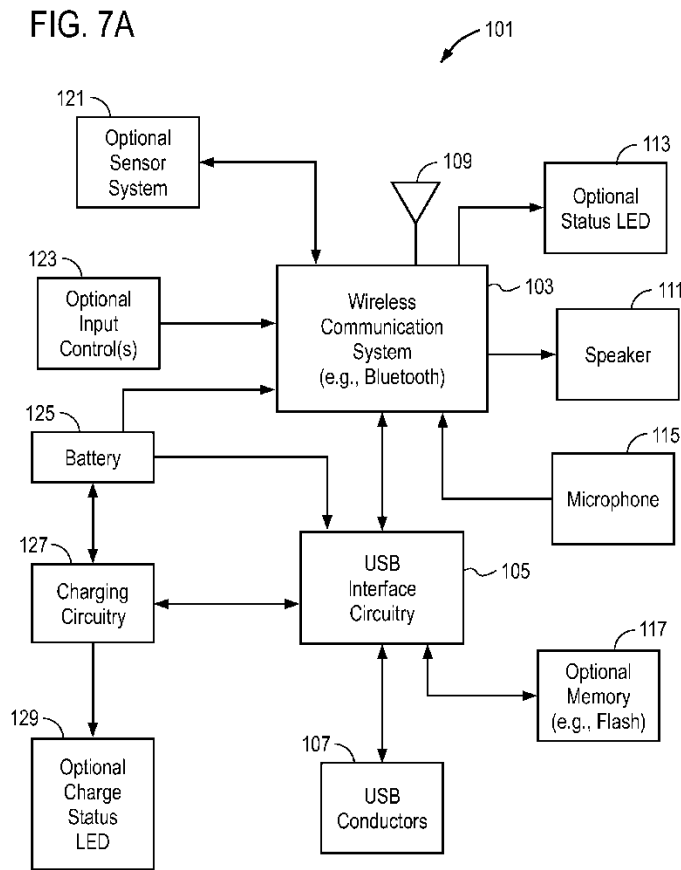 FIG. 7A
101
121
Optional
Sensor
System
109
113
Optional
Status LED
123
Optional
Input
Control(s)
Wireless
Communication
System
(e.g., Bluetooth)
103
111
Speaker
125
Battery
115
Microphone
127
Charging
Circuitry
USB
Interface
Circuitry
105
117
Optional
Memory
(e.g., Flash)
129
Optional
Charge
Status
LED
107
USB
Conductors